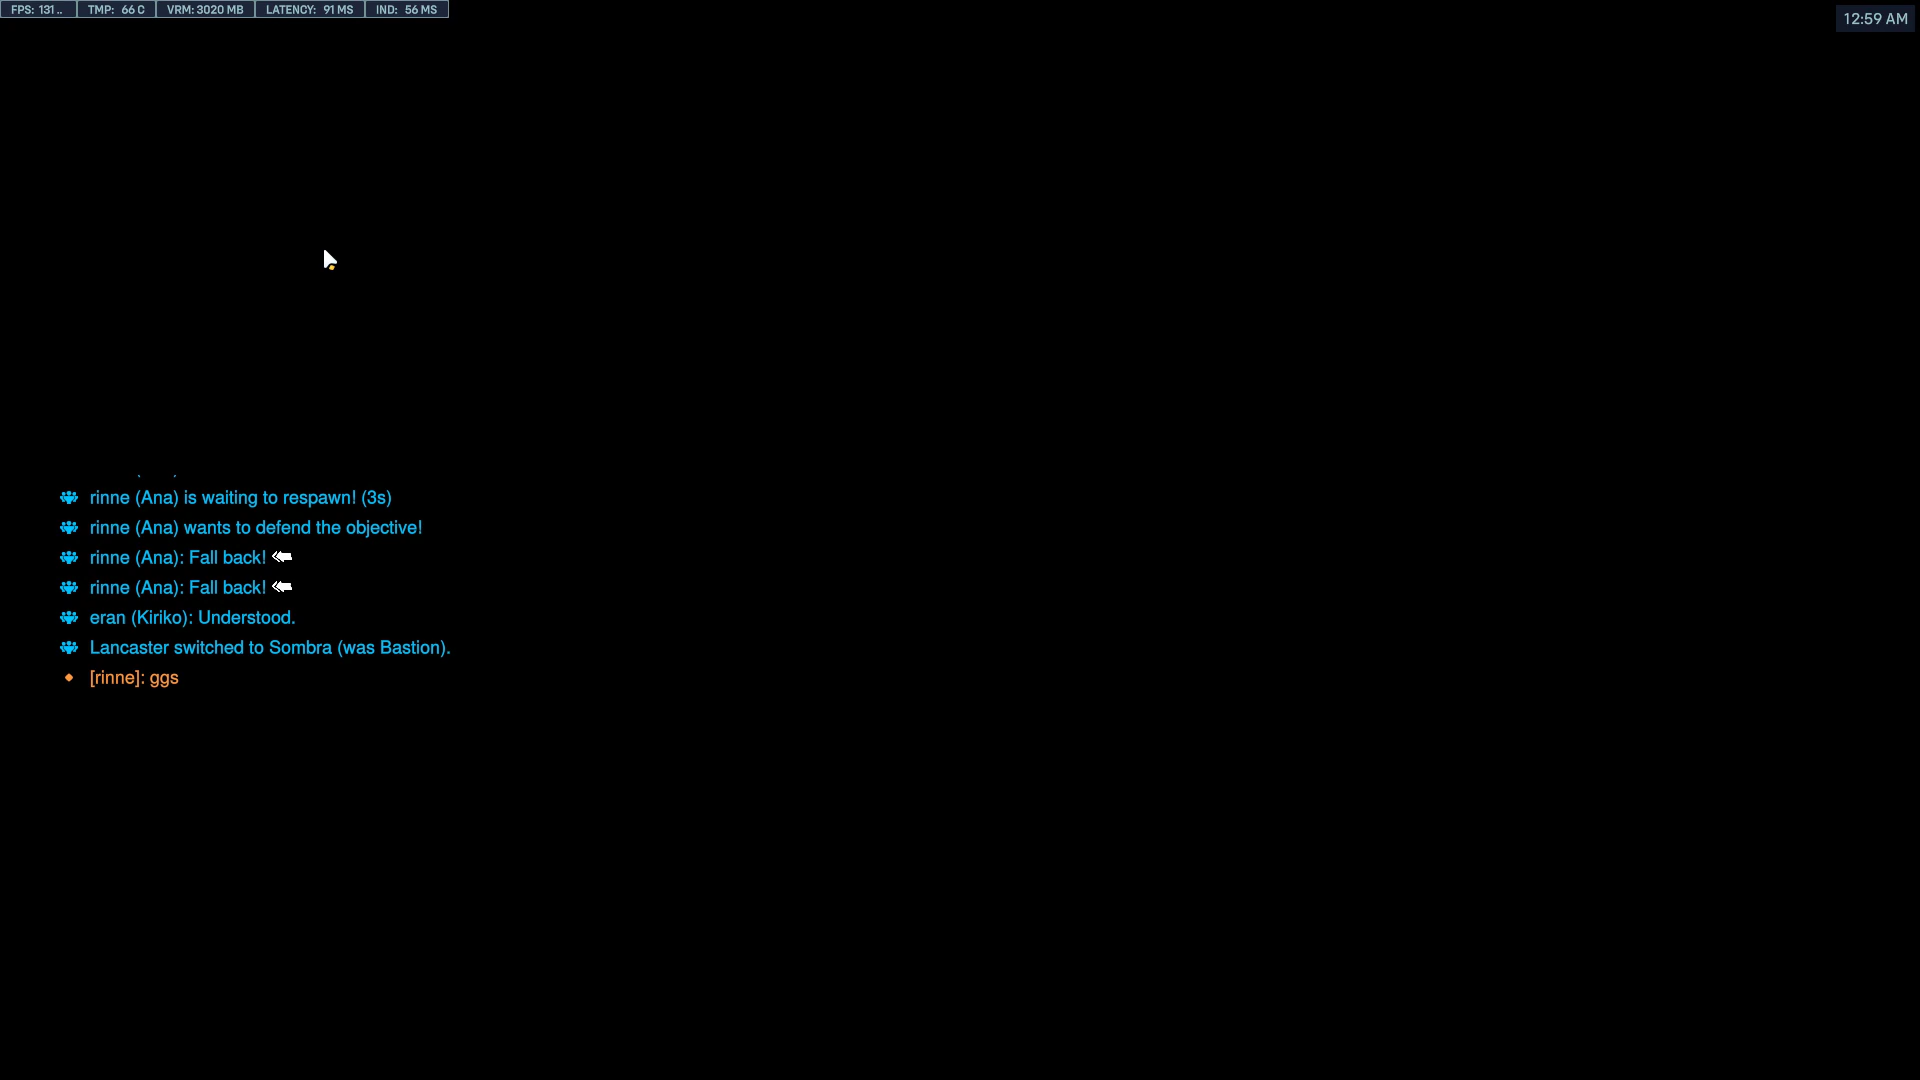 FPS: 131 .. TMP: 66 C VRM: 3020 MB LATENCY: 91 MS IND: 56 MS
12:59 AM
rinne (Ana) is waiting to respawn! (3s)
rinne (Ana) wants to defend the objective!
rinne (Ana): Fall back!
rinne (Ana): Fall back!
eran (Kiriko): Understood.
Lancaster switched to Sombra (was Bastion).
[rinne]: ggs